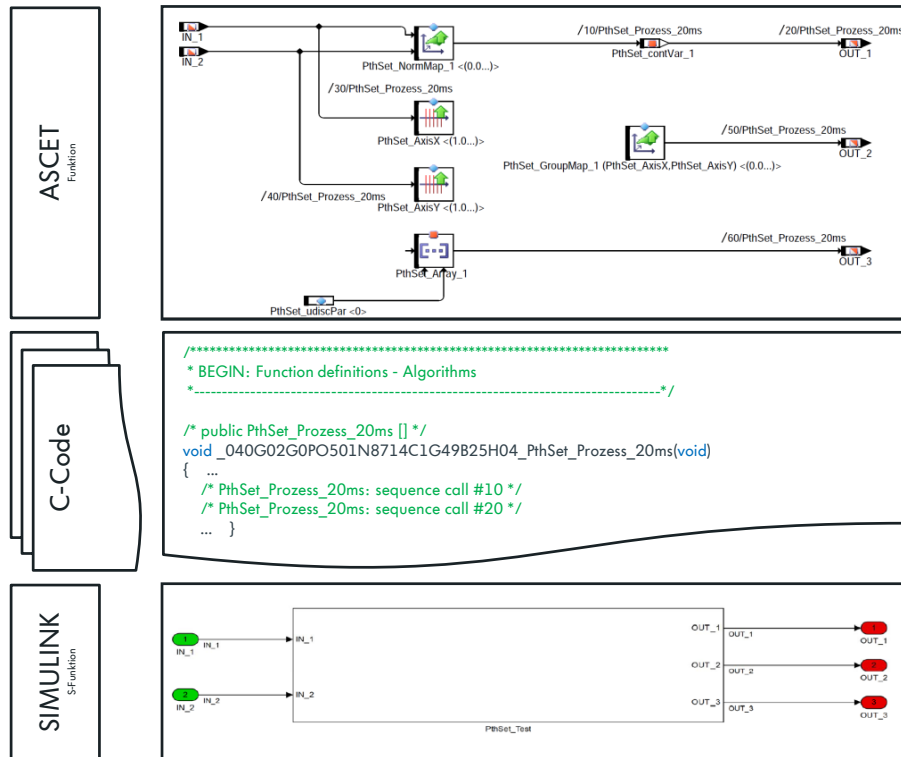 ASCET
Funktion
IN_1
IN_2
/10/PthSet_Prozess_20ms
/20/PthSet_Prozess_20ms
PthSet_contVar_1
OUT_1
PthSet_NormMap_1 <(0.0...)>
/30/PthSet_Prozess_20ms
PthSet_AxisX <(1.0...)>
/50/PthSet_Prozess_20ms
OUT_2
PthSet_GroupMap_1 (PthSet_AxisX,PthSet_AxisY) <(0.0...)>
/40/PthSet_Prozess_20ms
PthSet_AxisY <(1.0...)>
/60/PthSet_Prozess_20ms
OUT_3
PthSet_Array_1
PthSet_udiscPar <0>
C-Code
/**********************************************************************
* BEGIN: Function definitions - Algorithms
*----------------------------------------------------------------------*/
/* public PthSet_Prozess_20ms [] */
void _040G02G0PO501N8714C1G49B25H04_PthSet_Prozess_20ms(void)
{ ...
/* PthSet_Prozess_20ms: sequence call #10 */
/* PthSet_Prozess_20ms: sequence call #20 */
... }
SIMULINK
S-Funktion
1
IN_1
IN_1
IN_1
OUT_1
OUT_1
1
OUT_1
2
IN_2
IN_2
IN_2
OUT_2
OUT_2
2
OUT_2
OUT_3
OUT_3
3
OUT_3
PthSet_Test